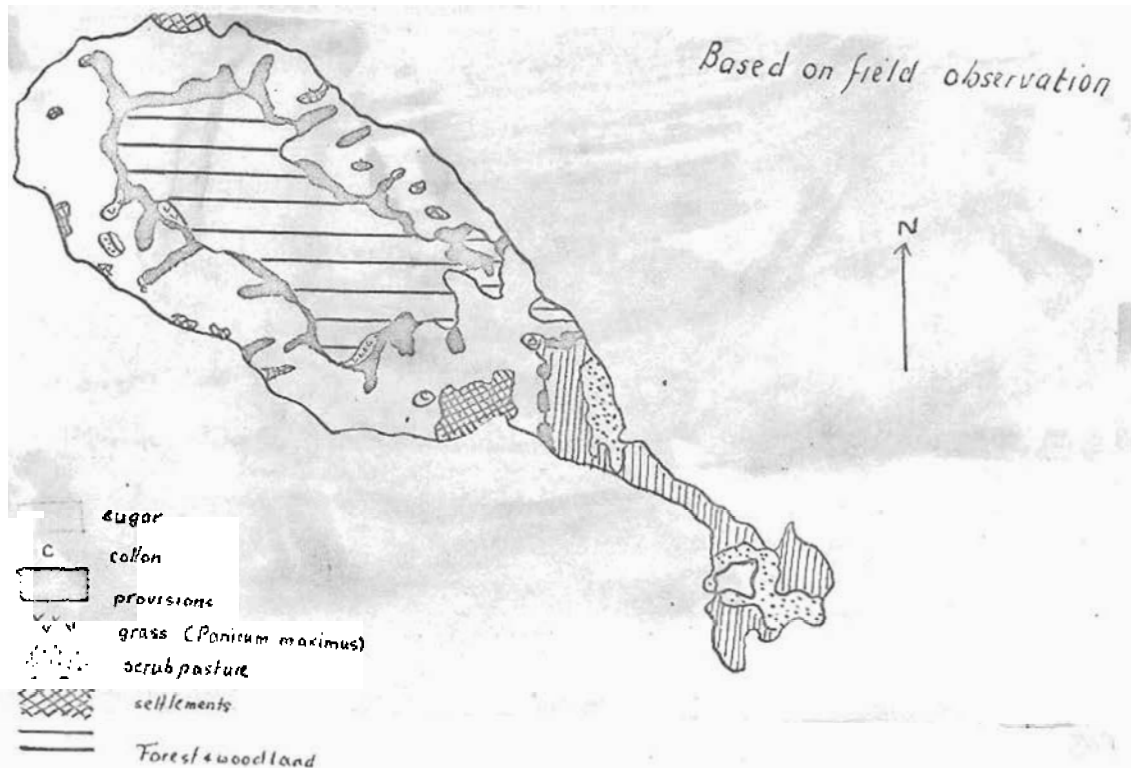 Based on field observation
N
sugar
C cotton
provisions
grass (Panicum maximus)
scrub pasture
settlements
Forest & woodland